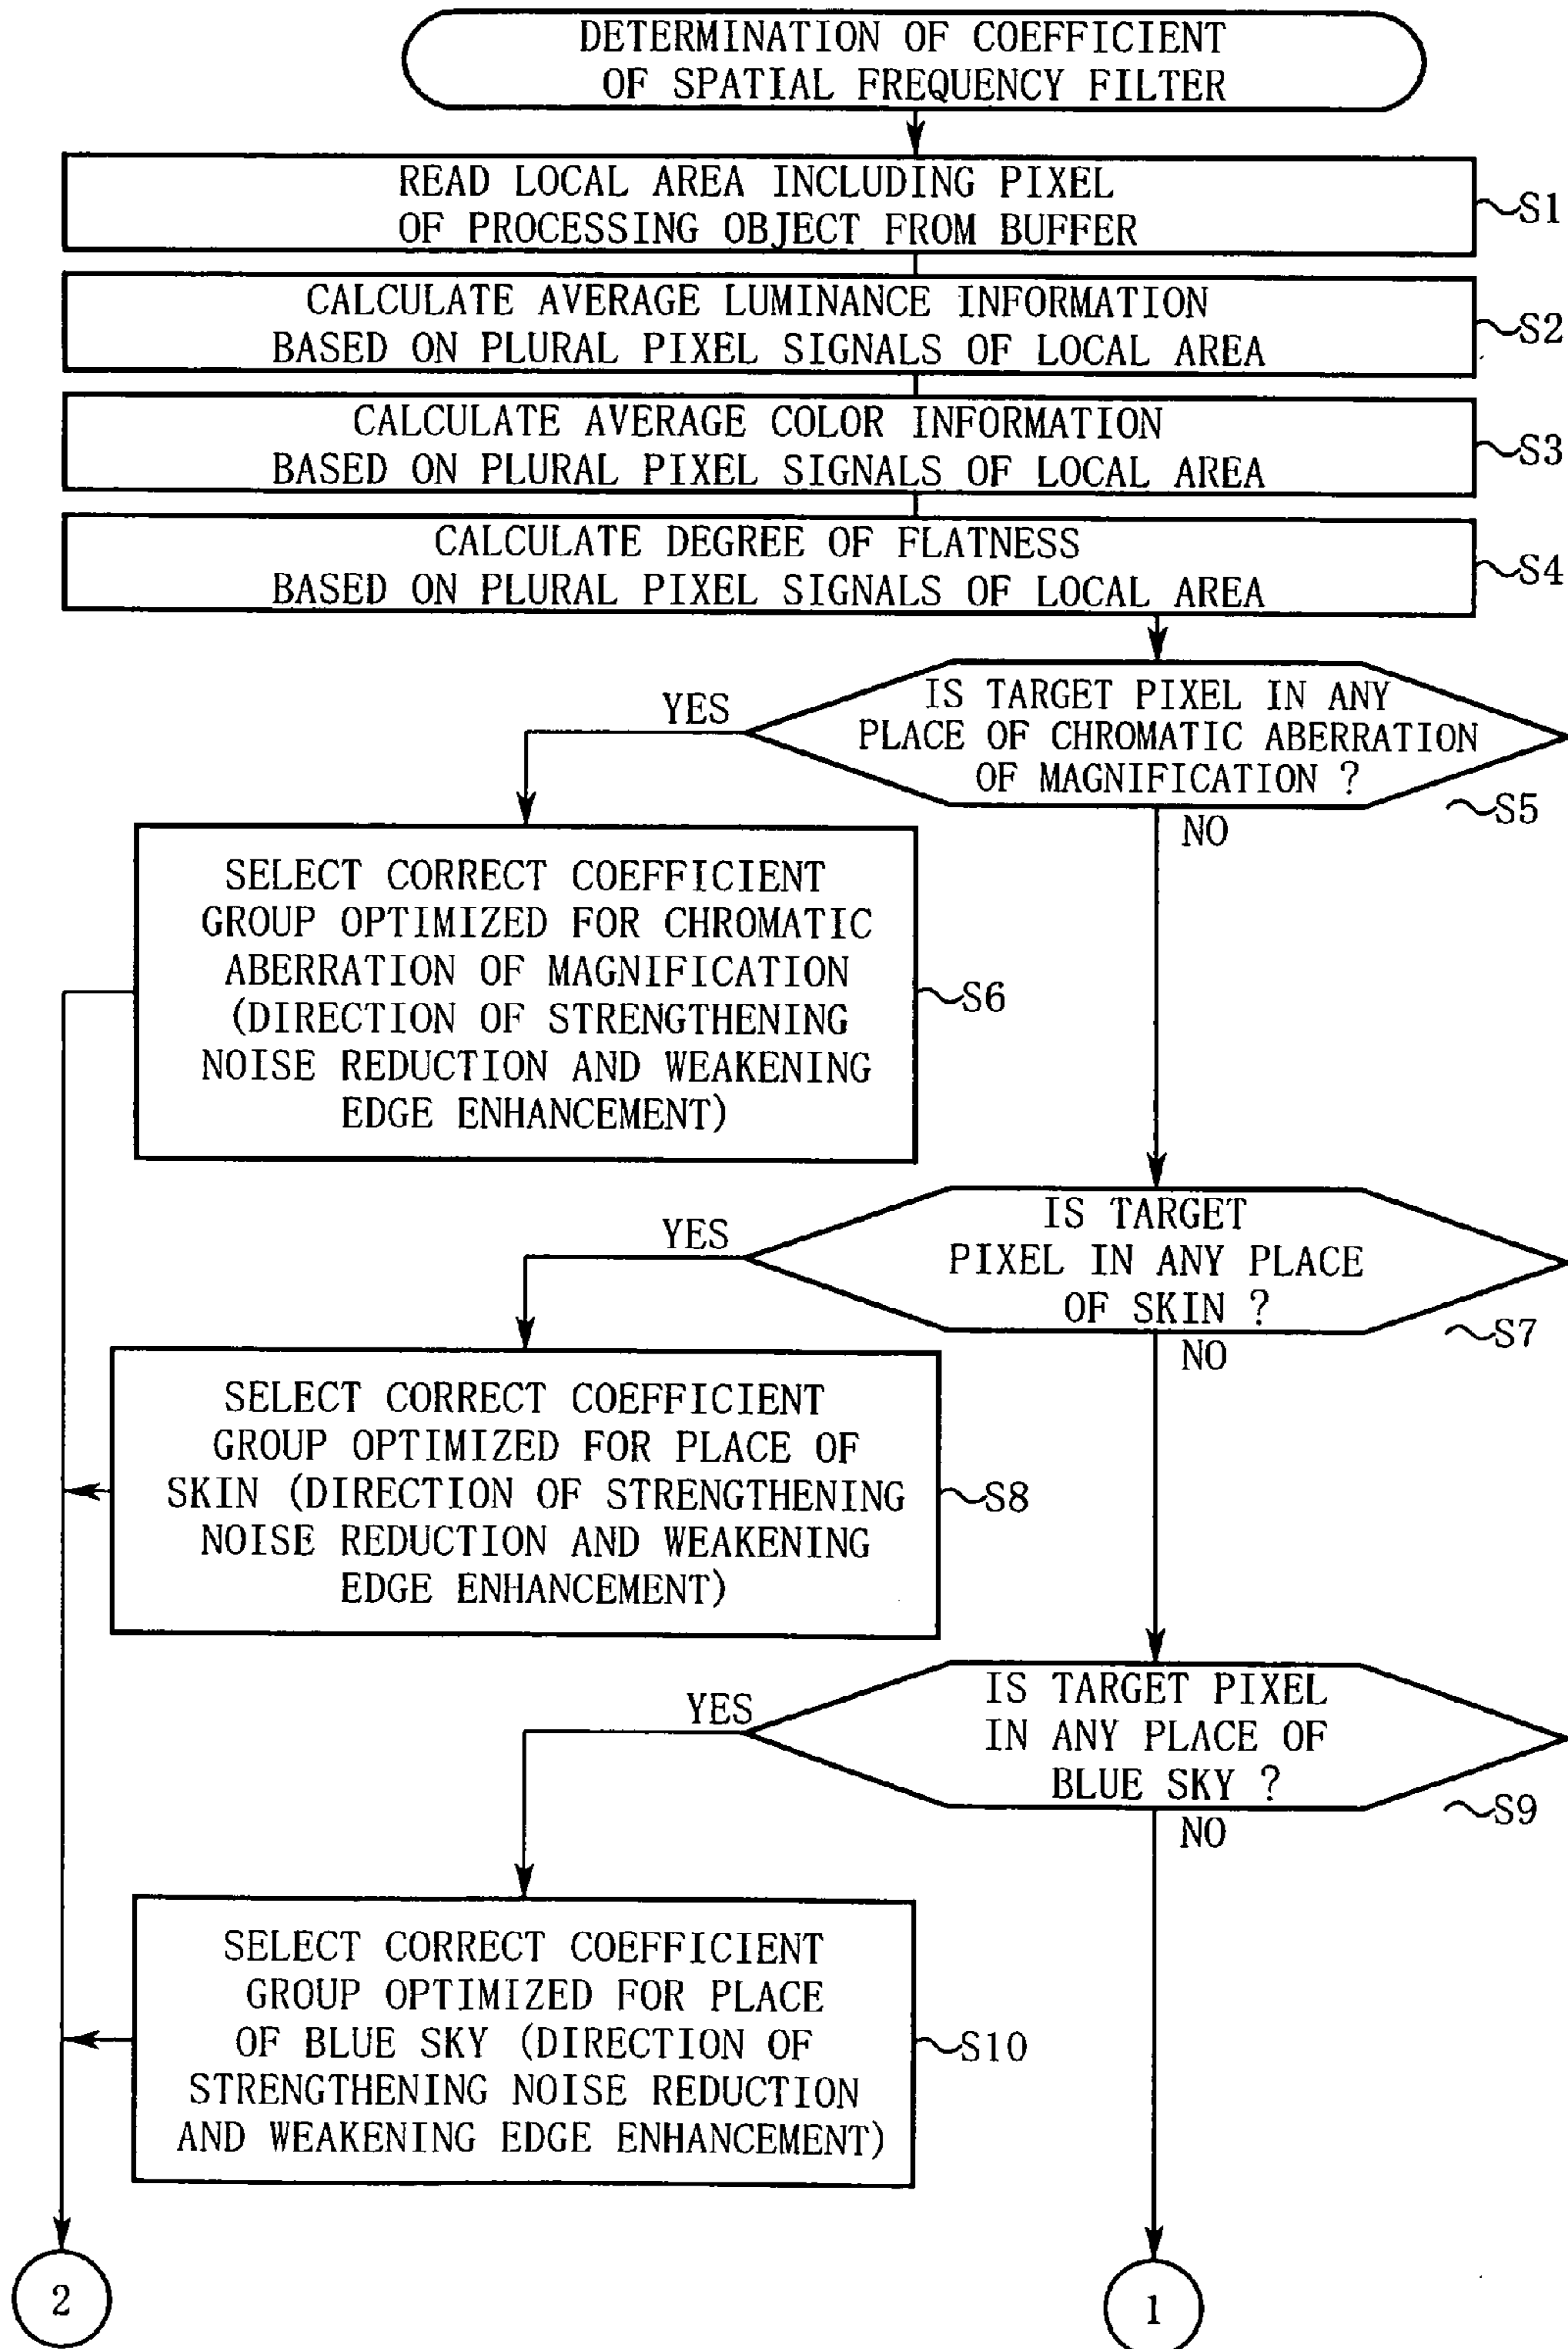 DETERMINATION OF COEFFICIENT
OF SPATIAL FREQUENCY FILTER
READ LOCAL AREA INCLUDING PIXEL
OF PROCESSING OBJECT FROM BUFFER
S1
CALCULATE AVERAGE LUMINANCE INFORMATION
BASED ON PLURAL PIXEL SIGNALS OF LOCAL AREA
S2
CALCULATE AVERAGE COLOR INFORMATION
BASED ON PLURAL PIXEL SIGNALS OF LOCAL AREA
S3
CALCULATE DEGREE OF FLATNESS
BASED ON PLURAL PIXEL SIGNALS OF LOCAL AREA
S4
IS TARGET PIXEL IN ANY
PLACE OF CHROMATIC ABERRATION
OF MAGNIFICATION ?
S5
YES
NO
SELECT CORRECT COEFFICIENT
GROUP OPTIMIZED FOR CHROMATIC
ABERRATION OF MAGNIFICATION
(DIRECTION OF STRENGTHENING
NOISE REDUCTION AND WEAKENING
EDGE ENHANCEMENT)
S6
IS TARGET
PIXEL IN ANY PLACE
OF SKIN ?
S7
YES
NO
SELECT CORRECT COEFFICIENT
GROUP OPTIMIZED FOR PLACE OF
SKIN (DIRECTION OF STRENGTHENING
NOISE REDUCTION AND WEAKENING
EDGE ENHANCEMENT)
S8
IS TARGET PIXEL
IN ANY PLACE OF
BLUE SKY ?
S9
YES
NO
SELECT CORRECT COEFFICIENT
GROUP OPTIMIZED FOR PLACE
OF BLUE SKY (DIRECTION OF
STRENGTHENING NOISE REDUCTION
AND WEAKENING EDGE ENHANCEMENT)
S10
2
1